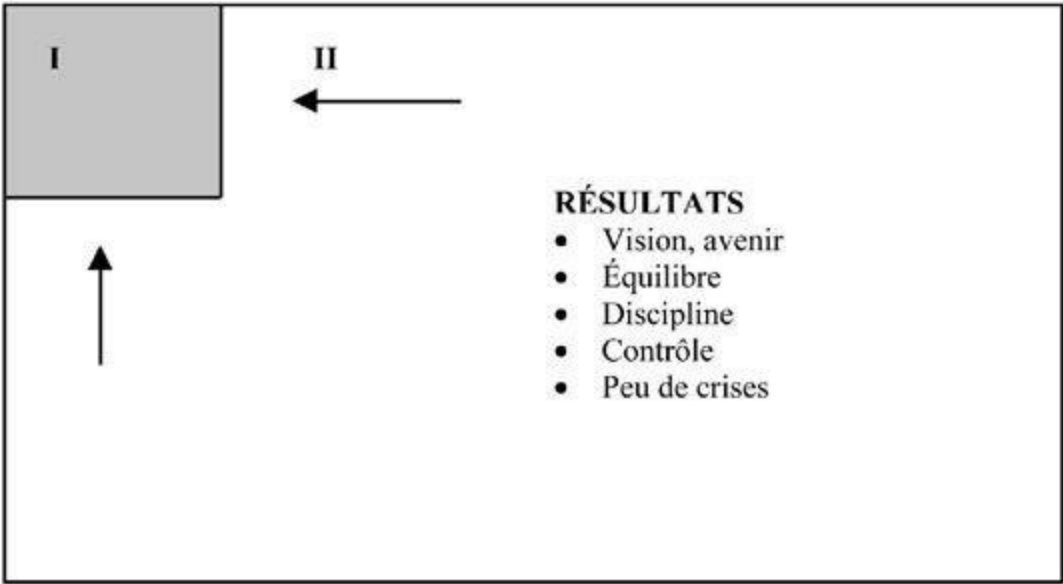 I
II
RÉSULTATS
• Vision, avenir
• Équilibre
• Discipline
• Contrôle
• Peu de crises